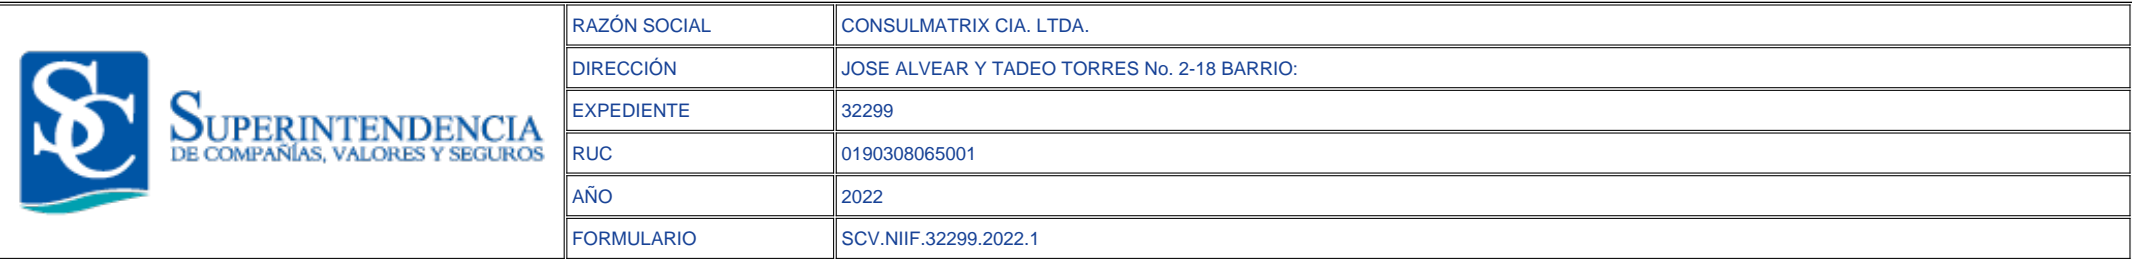 SC
SUPERINTENDENCIA
DE COMPAÑÍAS, VALORES Y SEGUROS
RAZÓN SOCIAL CONSULMATRIX CIA. LTDA.
DIRECCIÓN JOSE ALVEAR Y TADEO TORRES No. 2-18 BARRIO:
EXPEDIENTE 32299
RUC 0190308065001
AÑO 2022
FORMULARIO SCV.NIIF.32299.2022.1